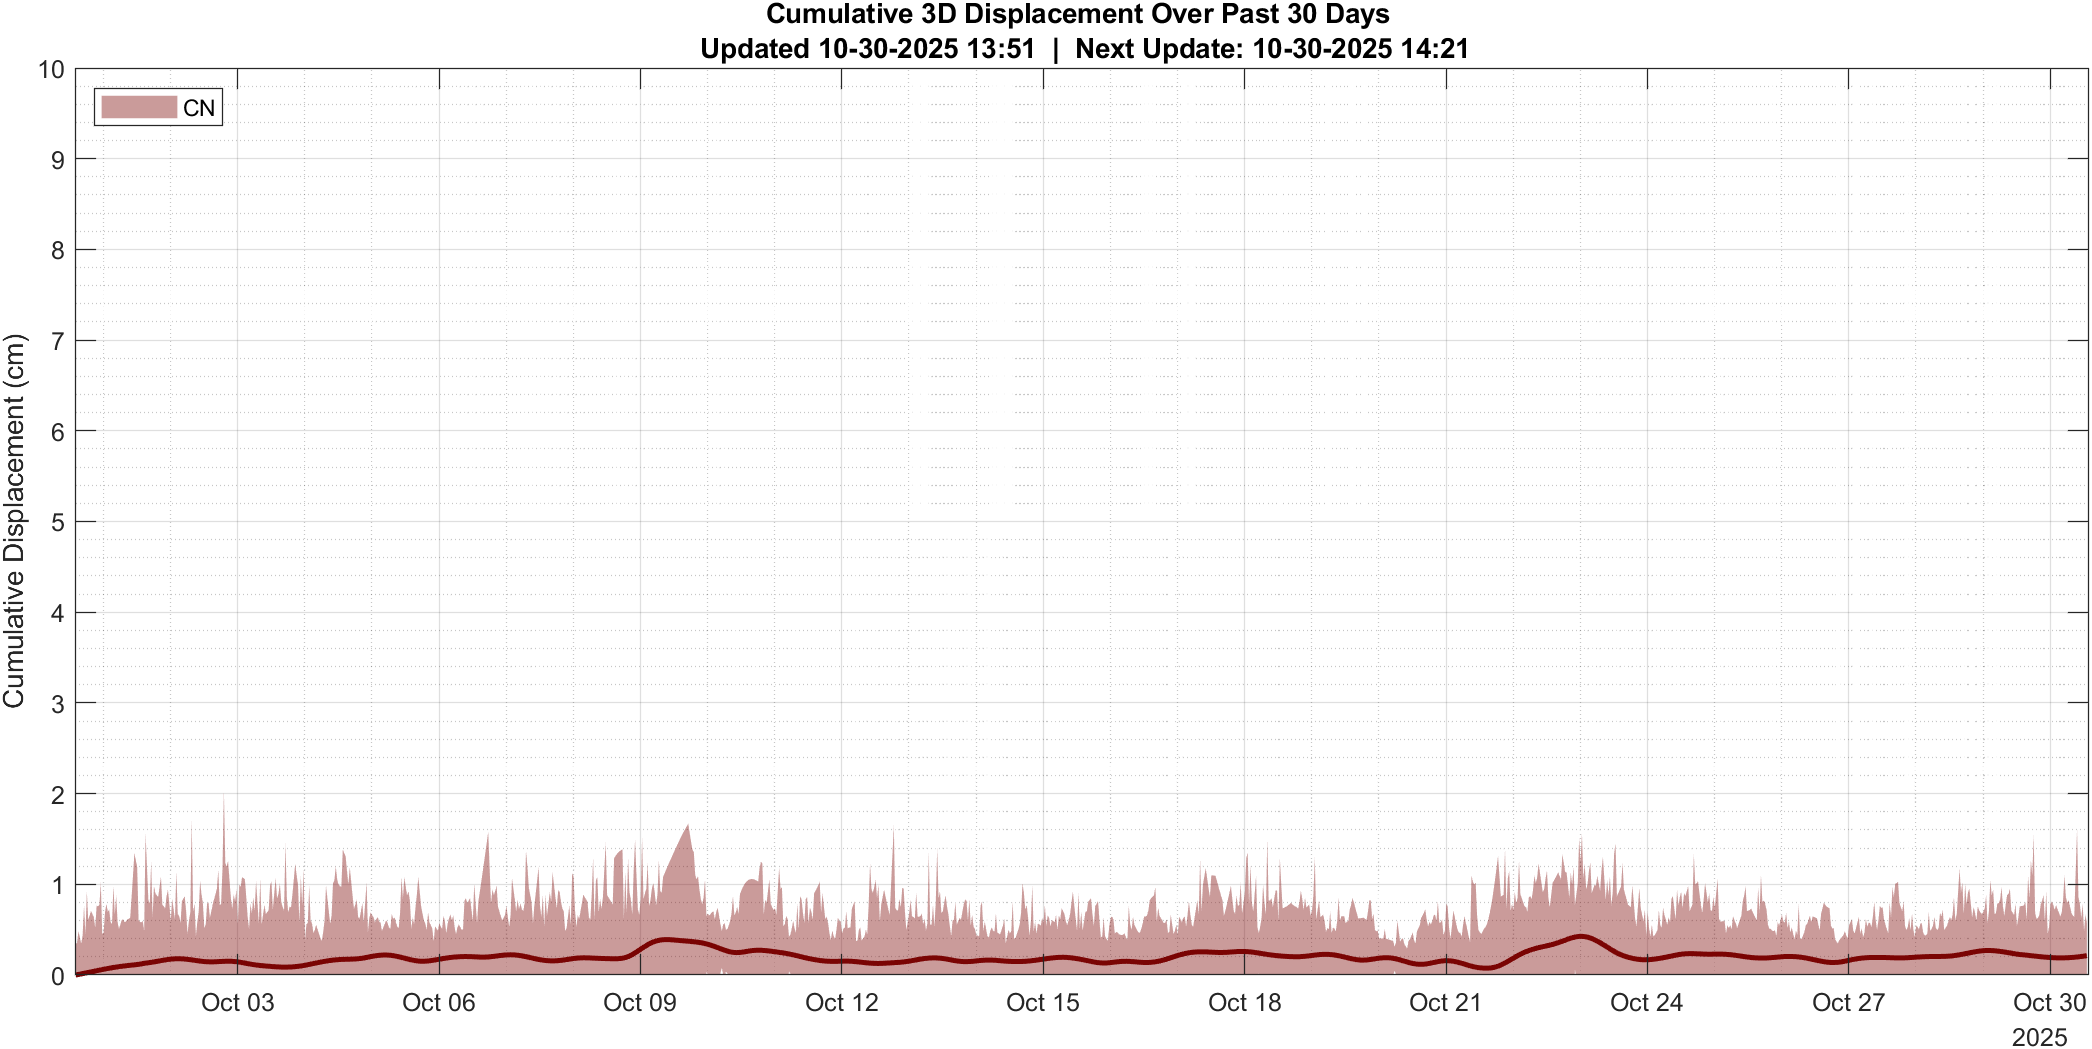 Cumulative 3D Displacement Over Past 30 Days
Updated 10-30-2025 13:51 | Next Update: 10-30-2025 14:21
CN
Cumulative Displacement (cm)
10
9
8
7
6
5
4
3
2
1
0
Oct 03 Oct 06 Oct 09 Oct 12 Oct 15 Oct 18 Oct 21 Oct 24 Oct 27 Oct 30
2025